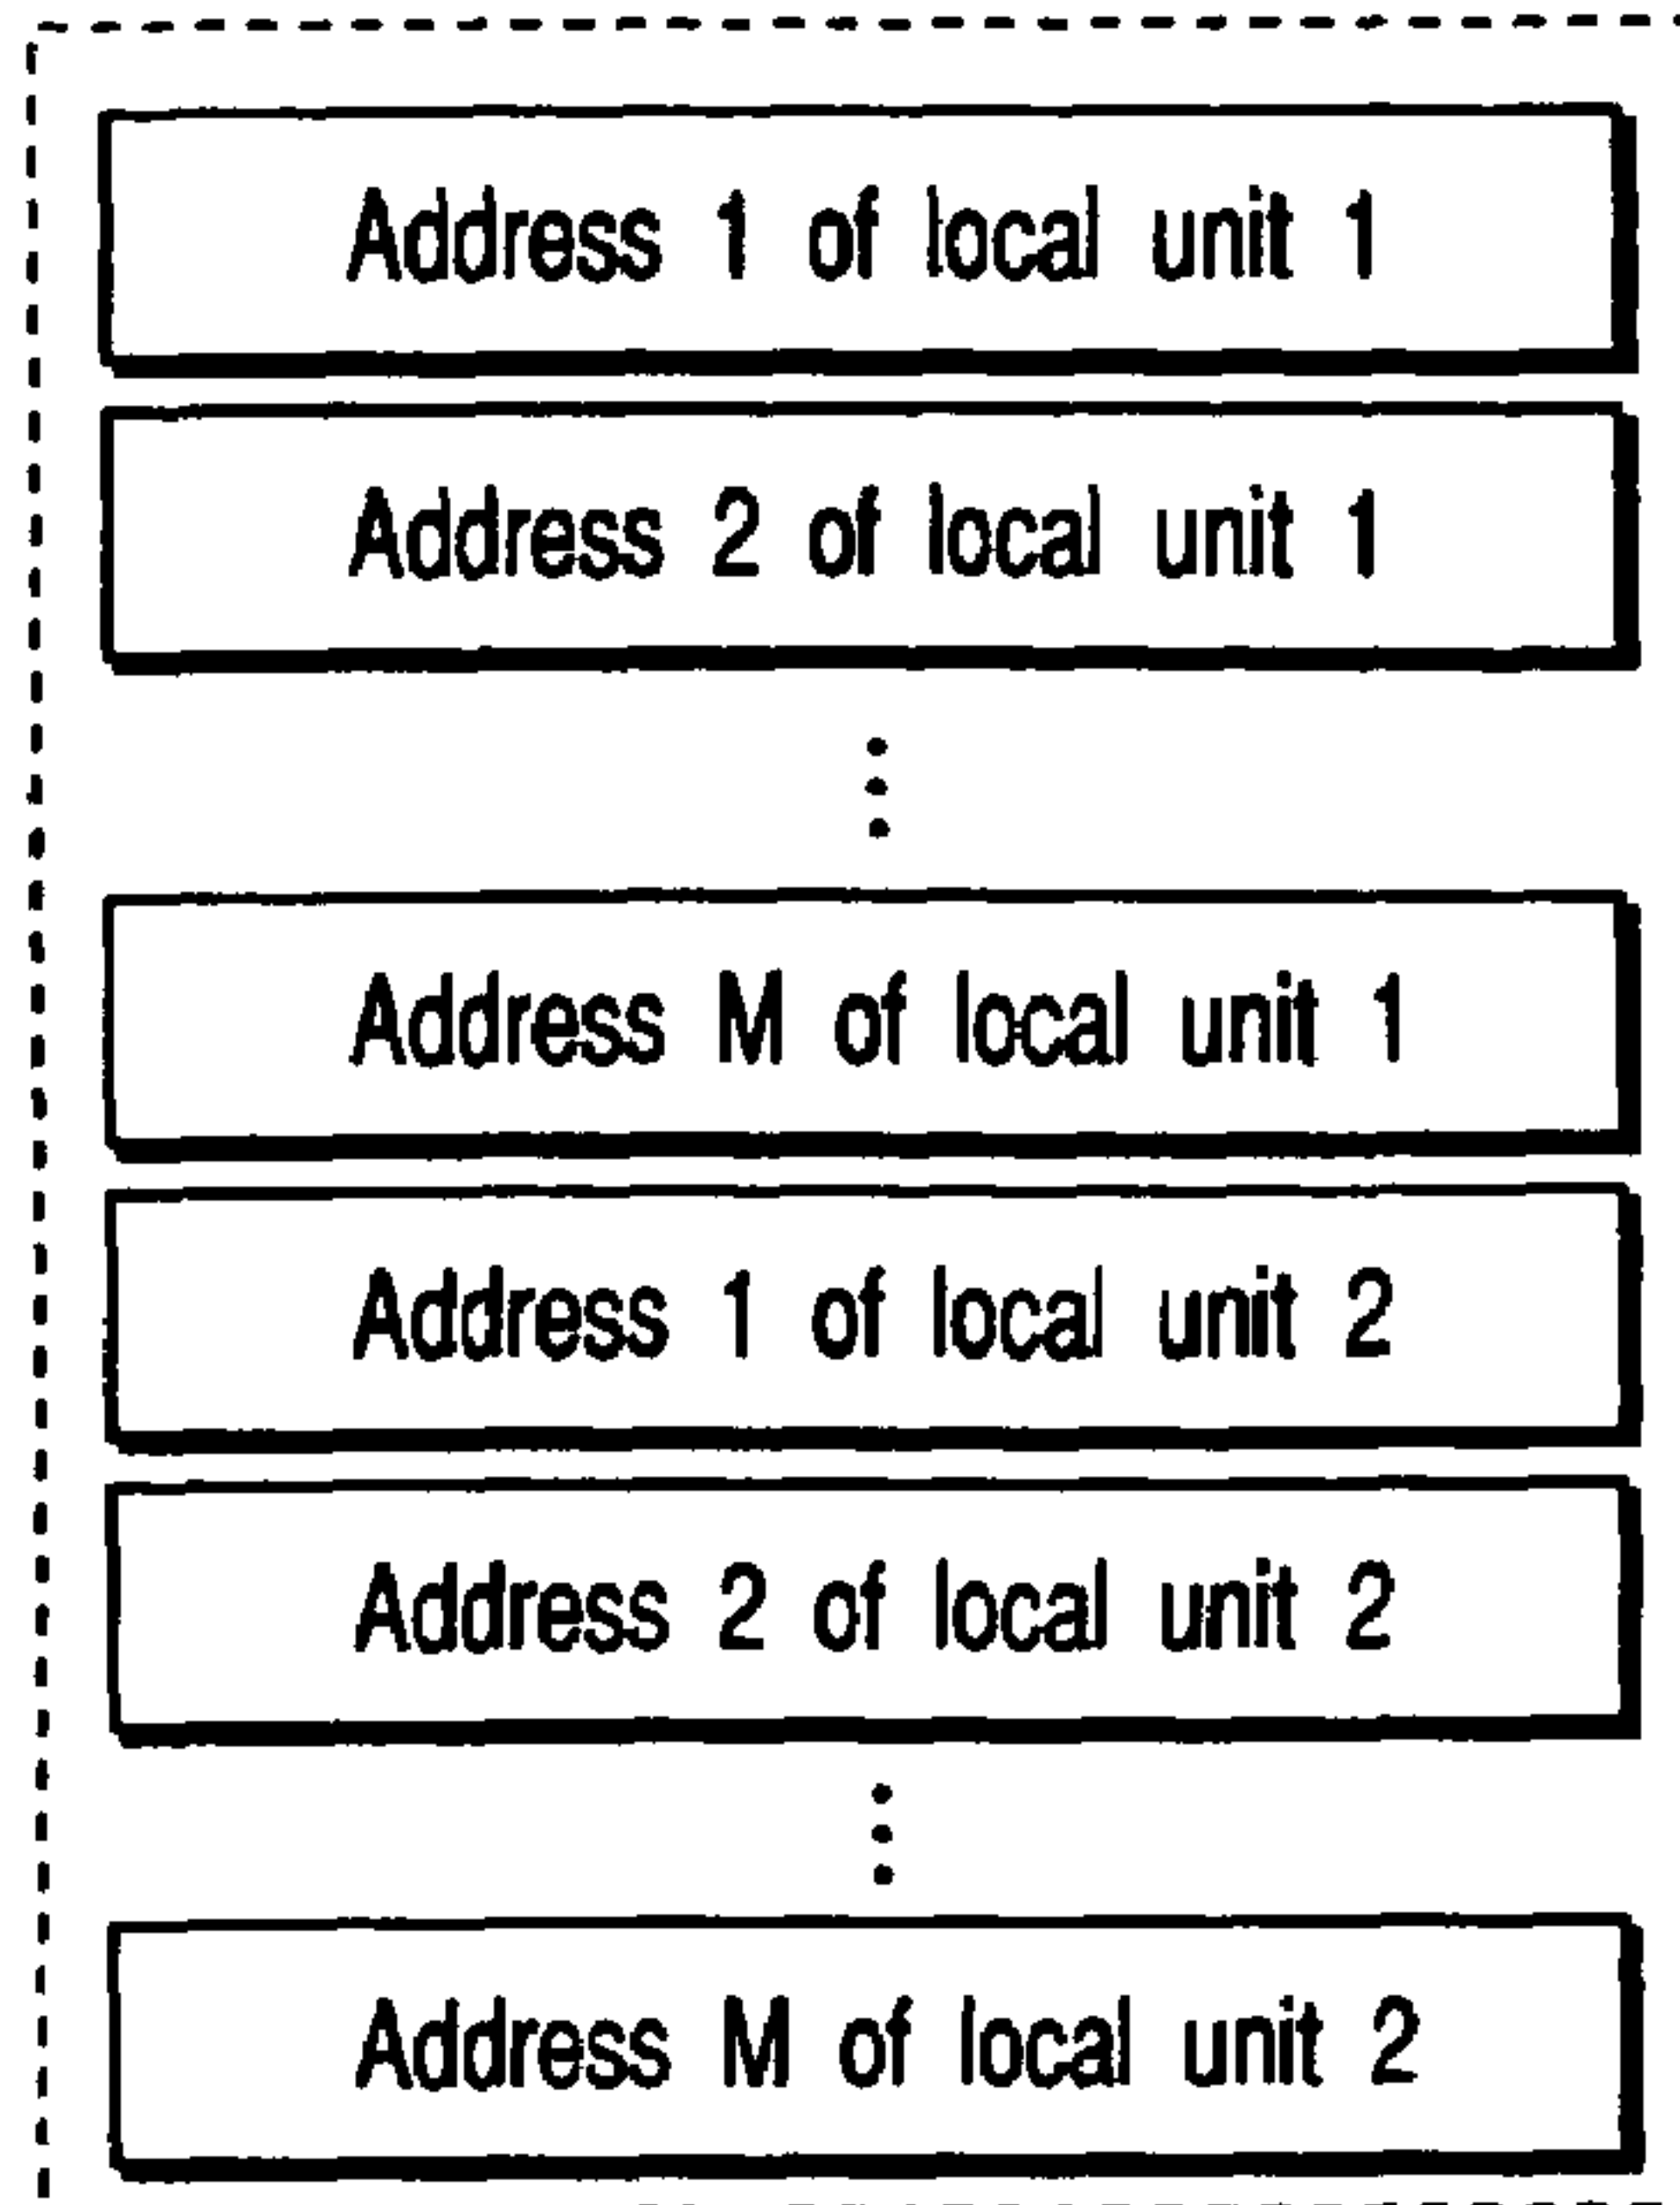 Address 1 of local unit 1
Address 2 of local unit 1
Address M of local unit 1
Address 1 of local unit 2
Address 2 of local unit 2
Address M of local unit 2